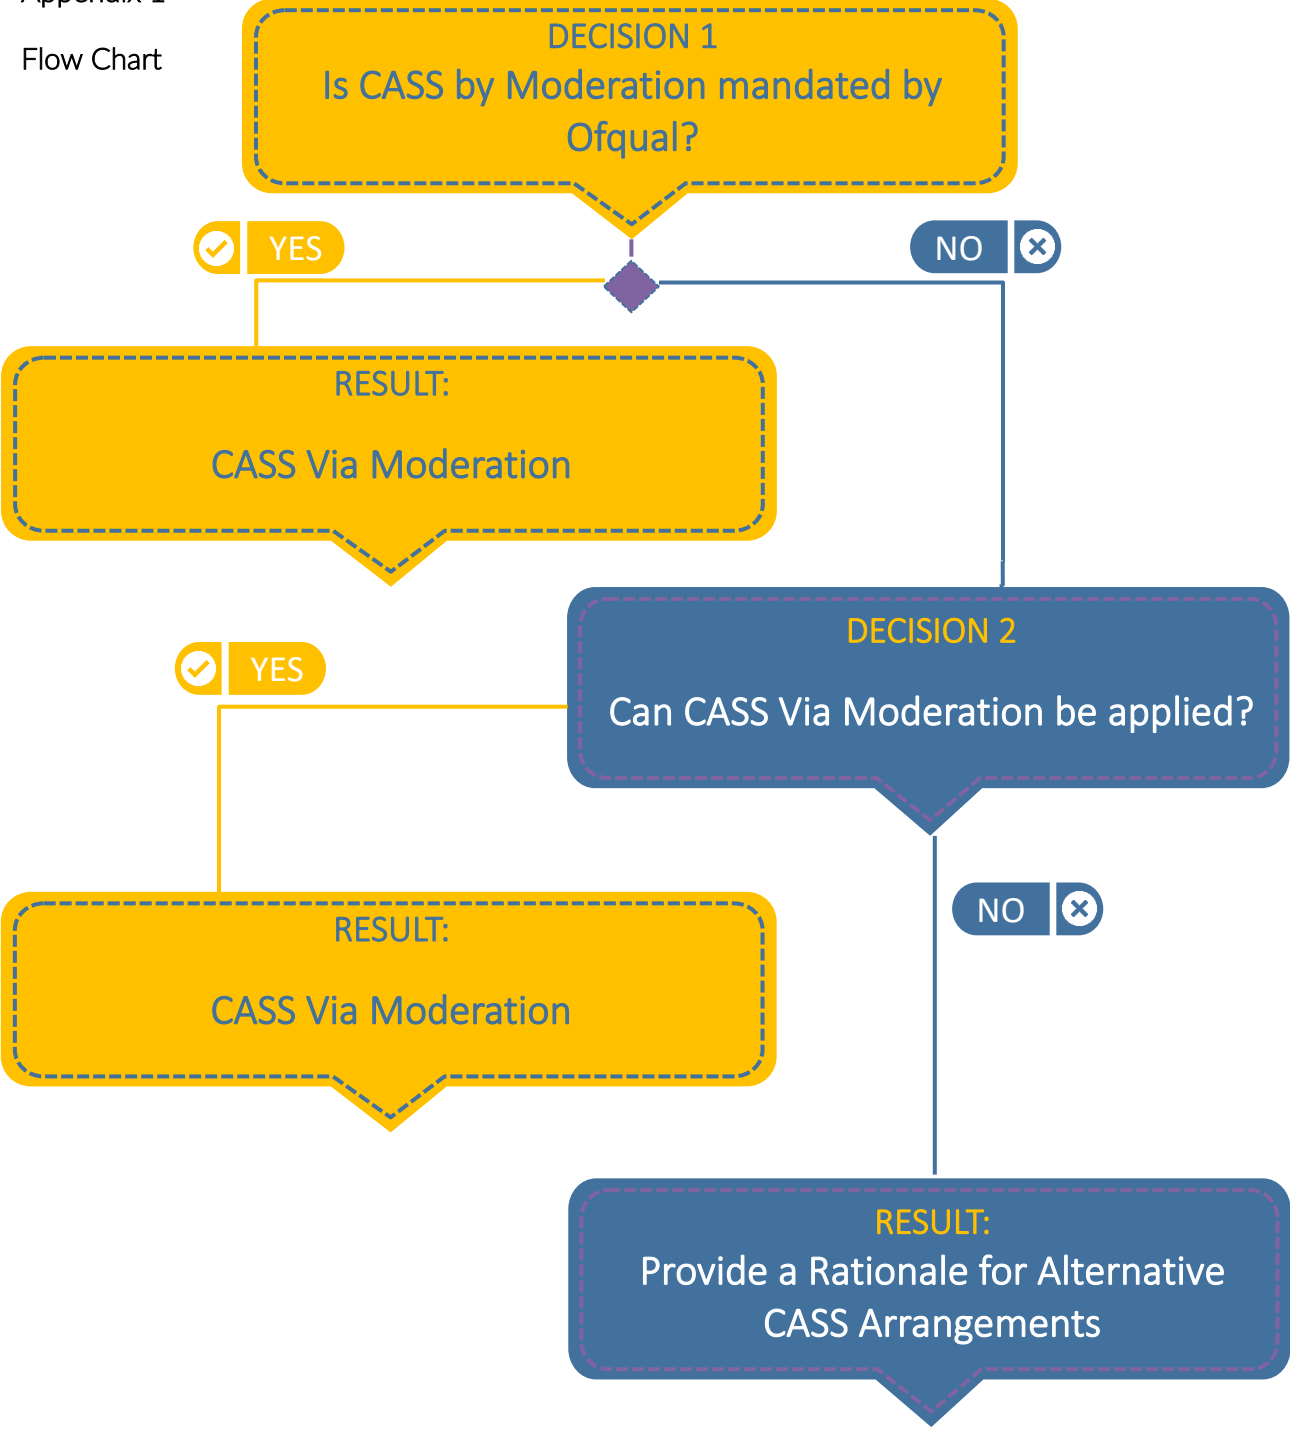 Appendix 1
Flow Chart
DECISION 1
Is CASS by Moderation mandated by
Ofqual?
YES
NO
RESULT:
CASS Via Moderation
DECISION 2
Can CASS Via Moderation be applied?
YES
NO
RESULT:
CASS Via Moderation
RESULT:
Provide a Rationale for Alternative
CASS Arrangements